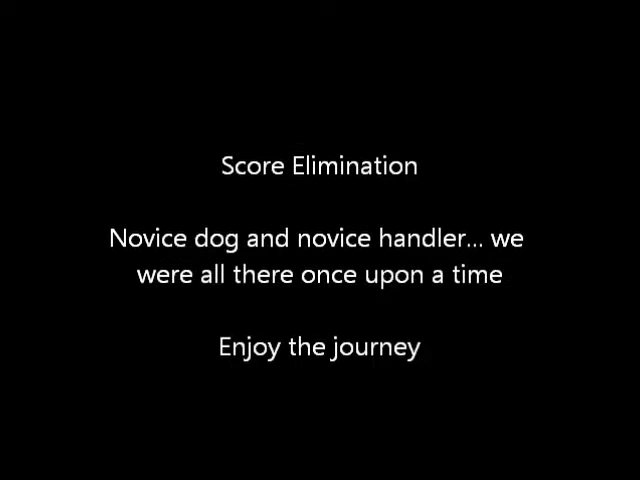 Score Elimination
Novice dog and novice handler... we
were all there once upon a time
Enjoy the journey